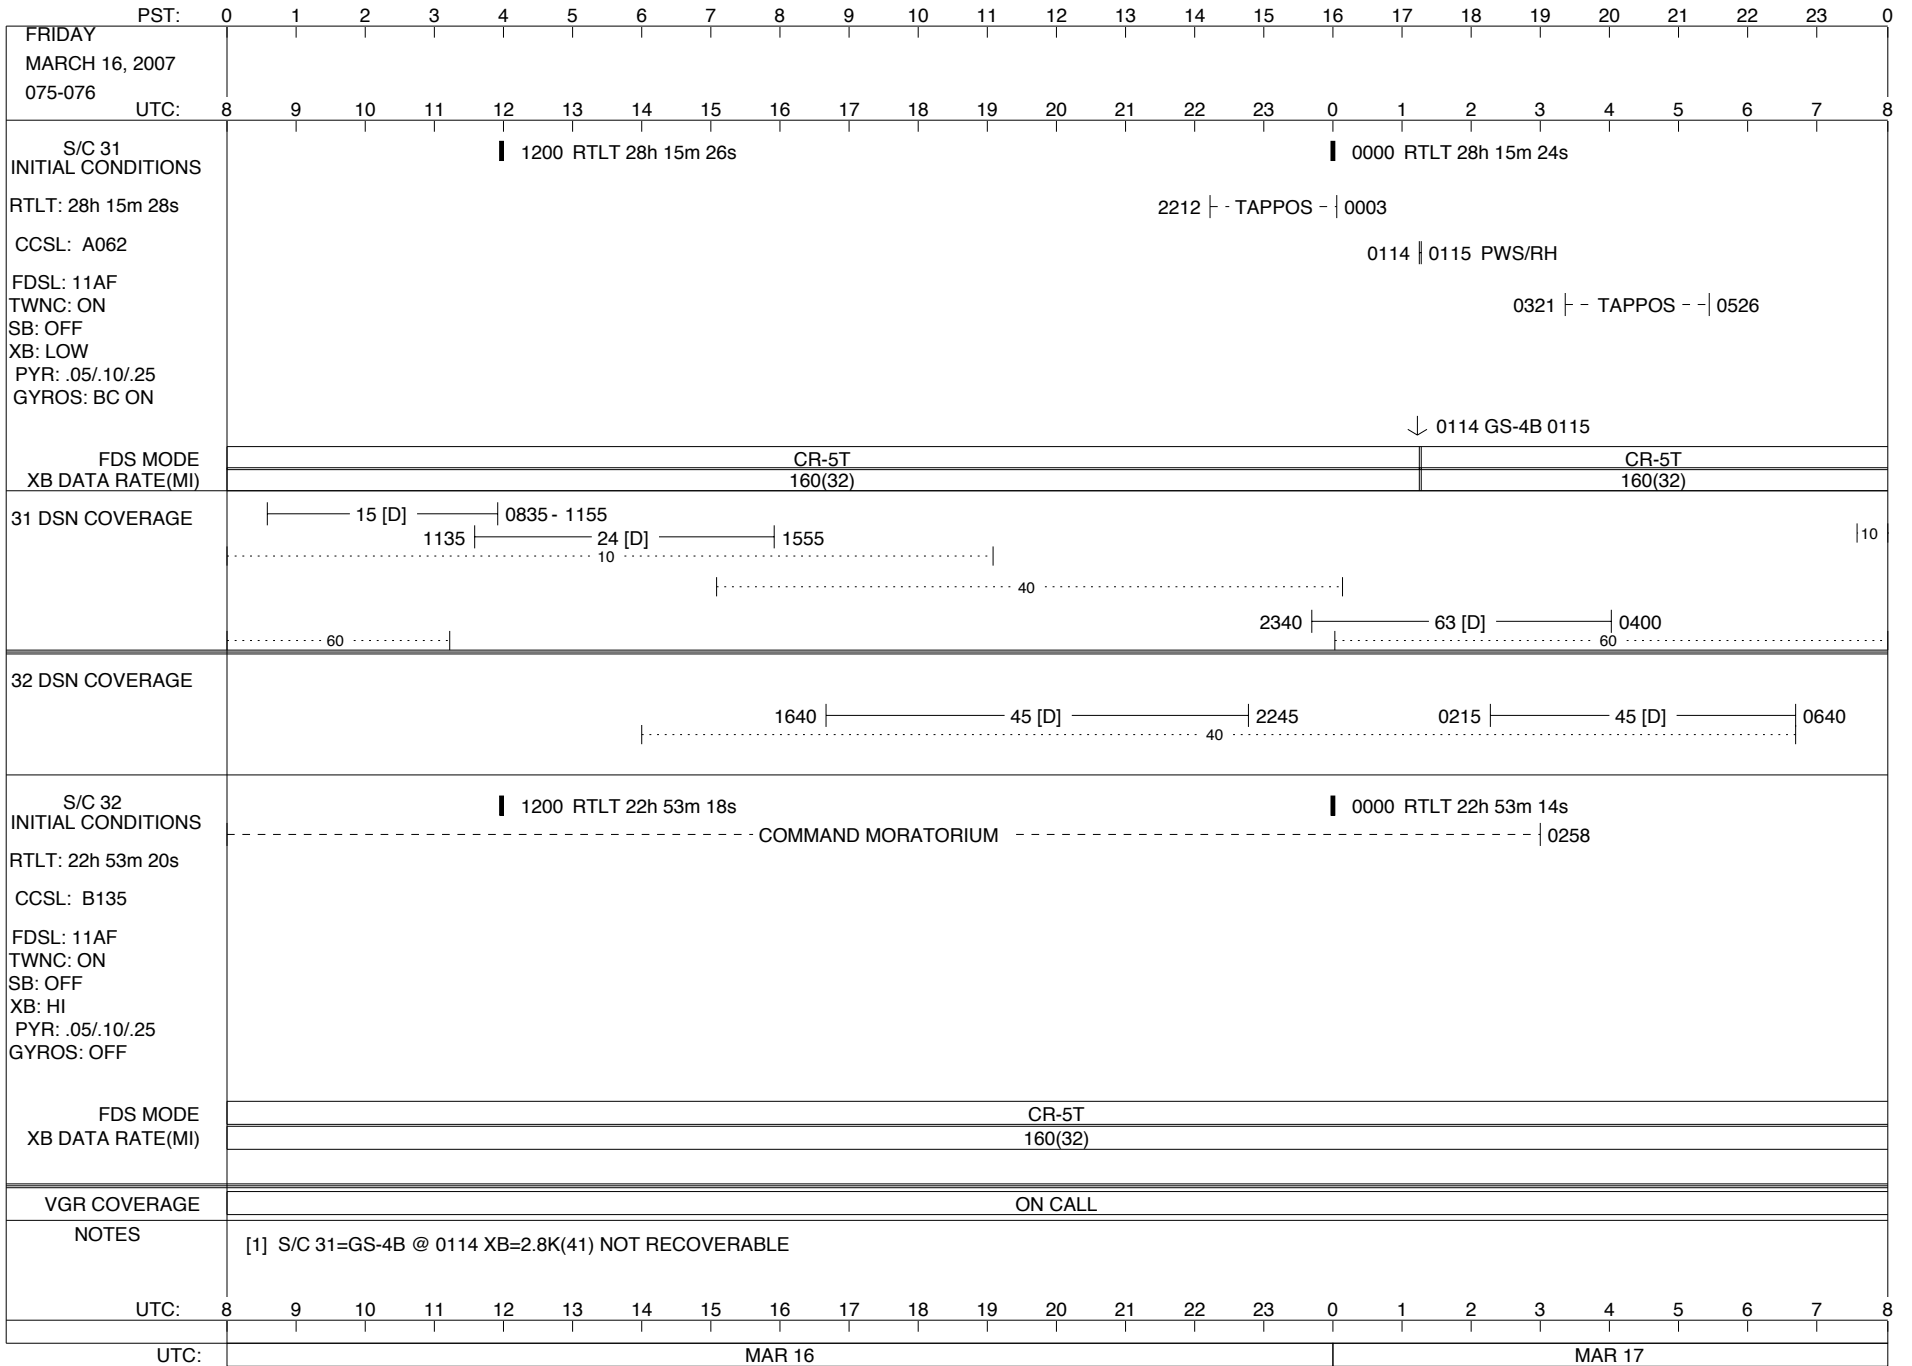 PST: 0 1 2 3 4 5 6 7 8 9 10 11 12 13 14 15 16 17 18 19 20 21 22 23 0
FRIDAY
MARCH 16, 2007
075-076
UTC: 8 9 10 11 12 13 14 15 16 17 18 19 20 21 22 23 0 1 2 3 4 5 6 7 8
S/C 31
INITIAL CONDITIONS
1200 RTLT 28h 15m 26s
0000 RTLT 28h 15m 24s
RTLT: 28h 15m 28s
2212 TAPPOS 0003
CCSL: A062
0114 0115 PWS/RH
FDSL: 11AF
TWNC: ON
0321 TAPPOS 0526
SB: OFF
XB: LOW
PYR: .05/.10/.25
GYROS: BC ON
0114 GS-4B 0115
FDS MODE CR-5T CR-5T
XB DATA RATE(MI) 160(32) 160(32)
31 DSN COVERAGE
15 [D] 0835 - 1155
1135 24 [D] 1555
10
10
40
2340 63 [D] 0400
60 60
32 DSN COVERAGE
1640 45 [D] 2245 0215 45 [D] 0640
40
S/C 32
INITIAL CONDITIONS
1200 RTLT 22h 53m 18s
0000 RTLT 22h 53m 14s
COMMAND MORATORIUM 0258
RTLT: 22h 53m 20s
CCSL: B135
FDSL: 11AF
TWNC: ON
SB: OFF
XB: HI
PYR: .05/.10/.25
GYROS: OFF
FDS MODE CR-5T
XB DATA RATE(MI) 160(32)
VGR COVERAGE ON CALL
NOTES
[1] S/C 31=GS-4B @ 0114 XB=2.8K(41) NOT RECOVERABLE
UTC: 8 9 10 11 12 13 14 15 16 17 18 19 20 21 22 23 0 1 2 3 4 5 6 7 8
UTC: MAR 16 MAR 17